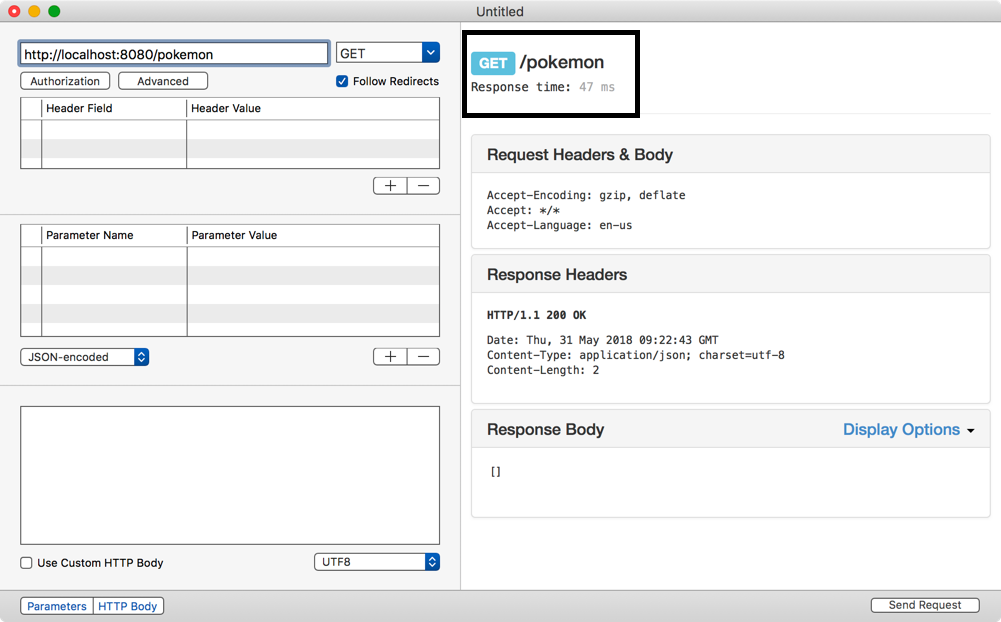 Untitled
http://localhost:8080/pokemon
GET
Authorization
Advanced
Follow Redirects
Header Field
Header Value
+
−
Parameter Name
Parameter Value
JSON-encoded
+
−
Use Custom HTTP Body
UTF8
Parameters
HTTP Body
GET /pokemon
Response time: 47 ms
Request Headers & Body
Accept-Encoding: gzip, deflate
Accept: */*
Accept-Language: en-us
Response Headers
HTTP/1.1 200 OK
Date: Thu, 31 May 2018 09:22:43 GMT
Content-Type: application/json; charset=utf-8
Content-Length: 2
Response Body
Display Options
[]
Send Request